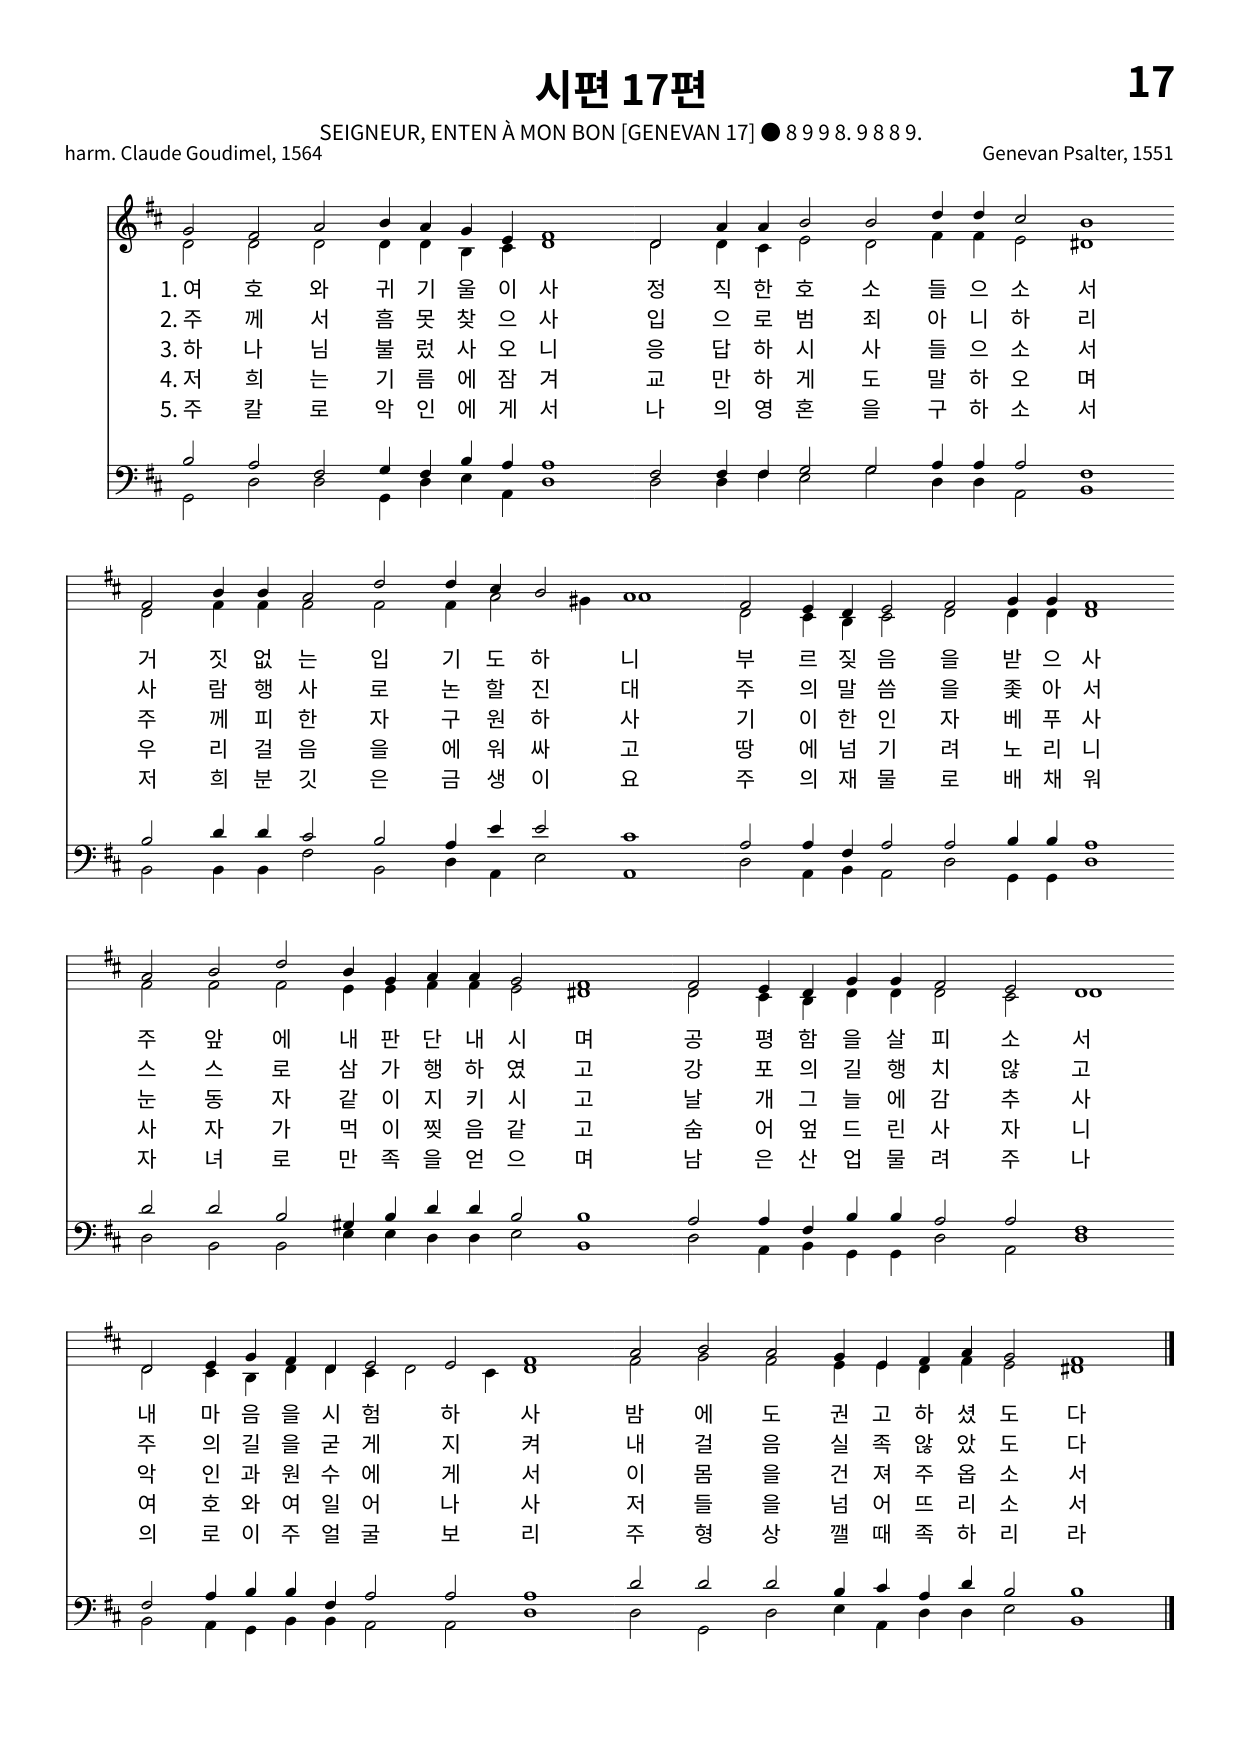 시편 17편
17
SEIGNEUR, ENTEN À MON BON [GENEVAN 17] ● 8 9 9 8. 9 8 8 9.
harm. Claude Goudimel, 1564
Genevan Psalter, 1551
1. 여 호 와 귀 기 울 이 사 정 직 한 호 소 들 으 소 서
2. 주 께 서 흠 못 찾 으 사 입 으 로 범 죄 아 니 하 리
3. 하 나 님 불 렀 사 오 니 응 답 하 시 사 들 으 소 서
4. 저 희 는 기 름 에 잠 겨 교 만 하 게 도 말 하 오 며
5. 주 칼 로 악 인 에 게 서 나 의 영 혼 을 구 하 소 서
거 짓 없 는 입 기 도 하 니 부 르 짖 음 을 받 으 사
사 람 행 사 로 논 할 진 대 주 의 말 씀 을 좇 아 서
주 께 피 한 자 구 원 하 사 기 이 한 인 자 베 푸 사
우 리 걸 음 을 에 워 싸 고 땅 에 넘 기 려 노 리 니
저 희 분 깃 은 금 생 이 요 주 의 재 물 로 배 채 워
주 앞 에 내 판 단 내 시 며 공 평 함 을 살 피 소 서
스 스 로 삼 가 행 하 였 고 강 포 의 길 행 치 않 고
눈 동 자 같 이 지 키 시 고 날 개 그 늘 에 감 추 사
사 자 가 먹 이 찢 음 같 고 숨 어 엎 드 린 사 자 니
자 녀 로 만 족 을 얻 으 며 남 은 산 업 물 려 주 나
내 마 음 을 시 험 하 사 밤 에 도 권 고 하 셨 도 다
주 의 길 을 굳 게 지 켜 내 걸 음 실 족 않 았 도 다
악 인 과 원 수 에 게 서 이 몸 을 건 져 주 옵 소 서
여 호 와 여 일 어 나 사 저 들 을 넘 어 뜨 리 소 서
의 로 이 주 얼 굴 보 리 주 형 상 깰 때 족 하 리 라